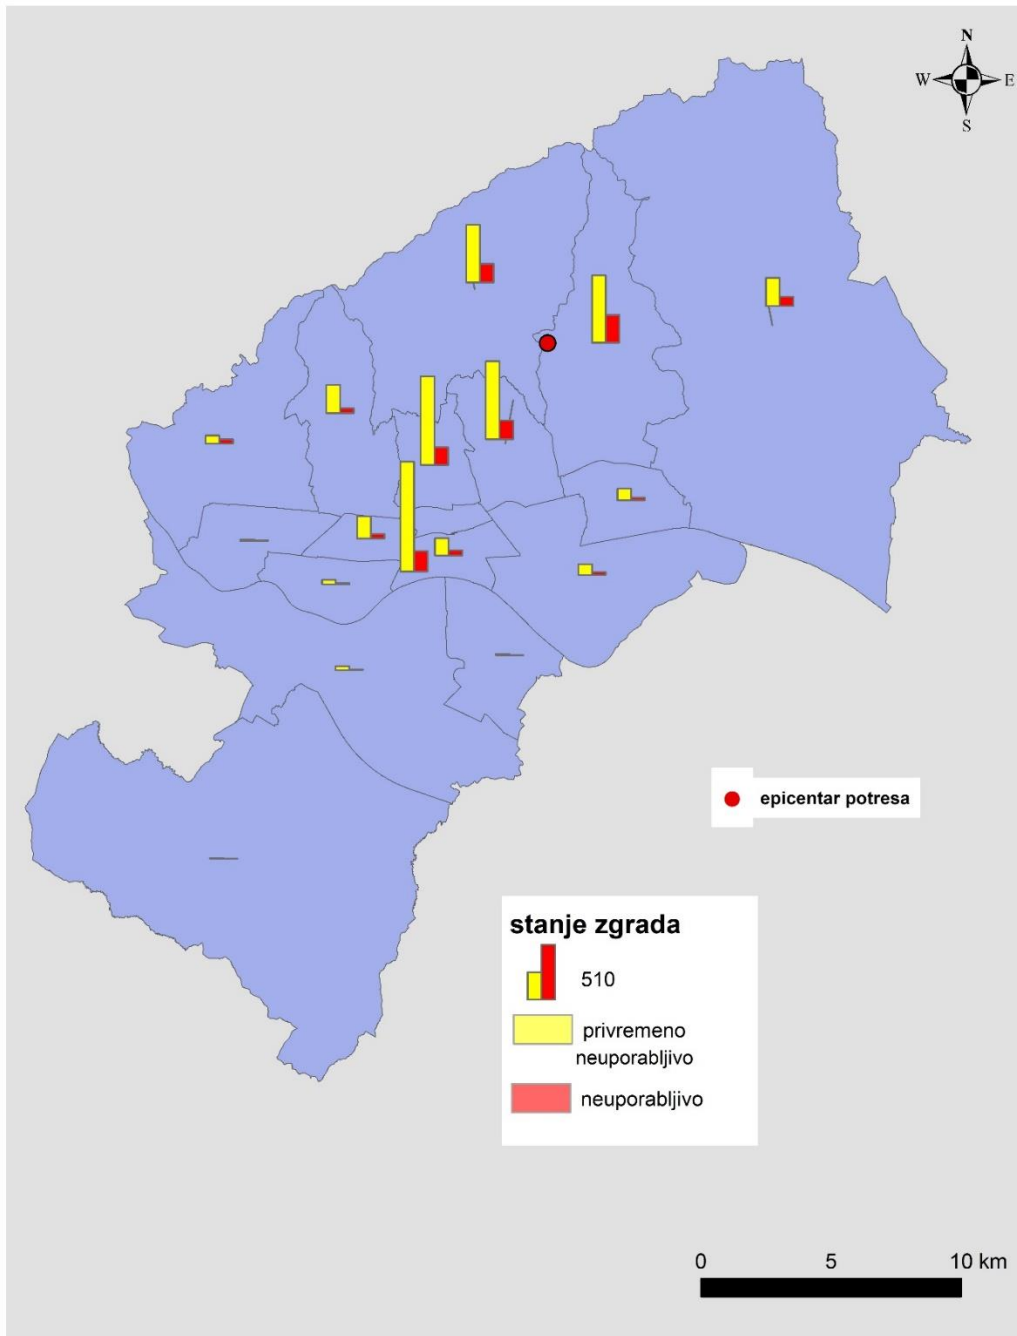 N
W E
S
epicentar potresa
stanje zgrada
510
privremeno
neuporabljivo
neuporabljivo
0 5 10 km